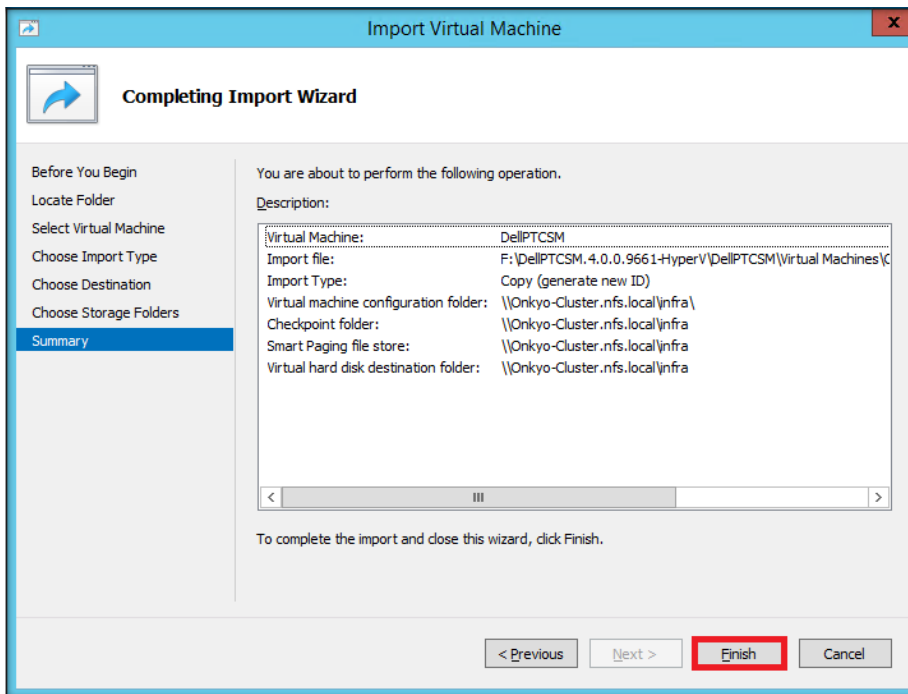 Import Virtual Machine
x
Completing Import Wizard
Before You Begin
Locate Folder
Select Virtual Machine
Choose Import Type
Choose Destination
Choose Storage Folders
Summary
You are about to perform the following operation.
Description:
Virtual Machine: DellPTCSM
Import file: F:\DellPTCSM.4.0.0.9661-HyperV\DellPTCSM\Virtual Machines\C
Import Type: Copy (generate new ID)
Virtual machine configuration folder: \\Onkyo-Cluster.nfs.local\infra\
Checkpoint folder: \\Onkyo-Cluster.nfs.local\infra
Smart Paging file store: \\Onkyo-Cluster.nfs.local\infra
Virtual hard disk destination folder: \\Onkyo-Cluster.nfs.local\infra
To complete the import and close this wizard, click Finish.
< Previous Next > Finish Cancel